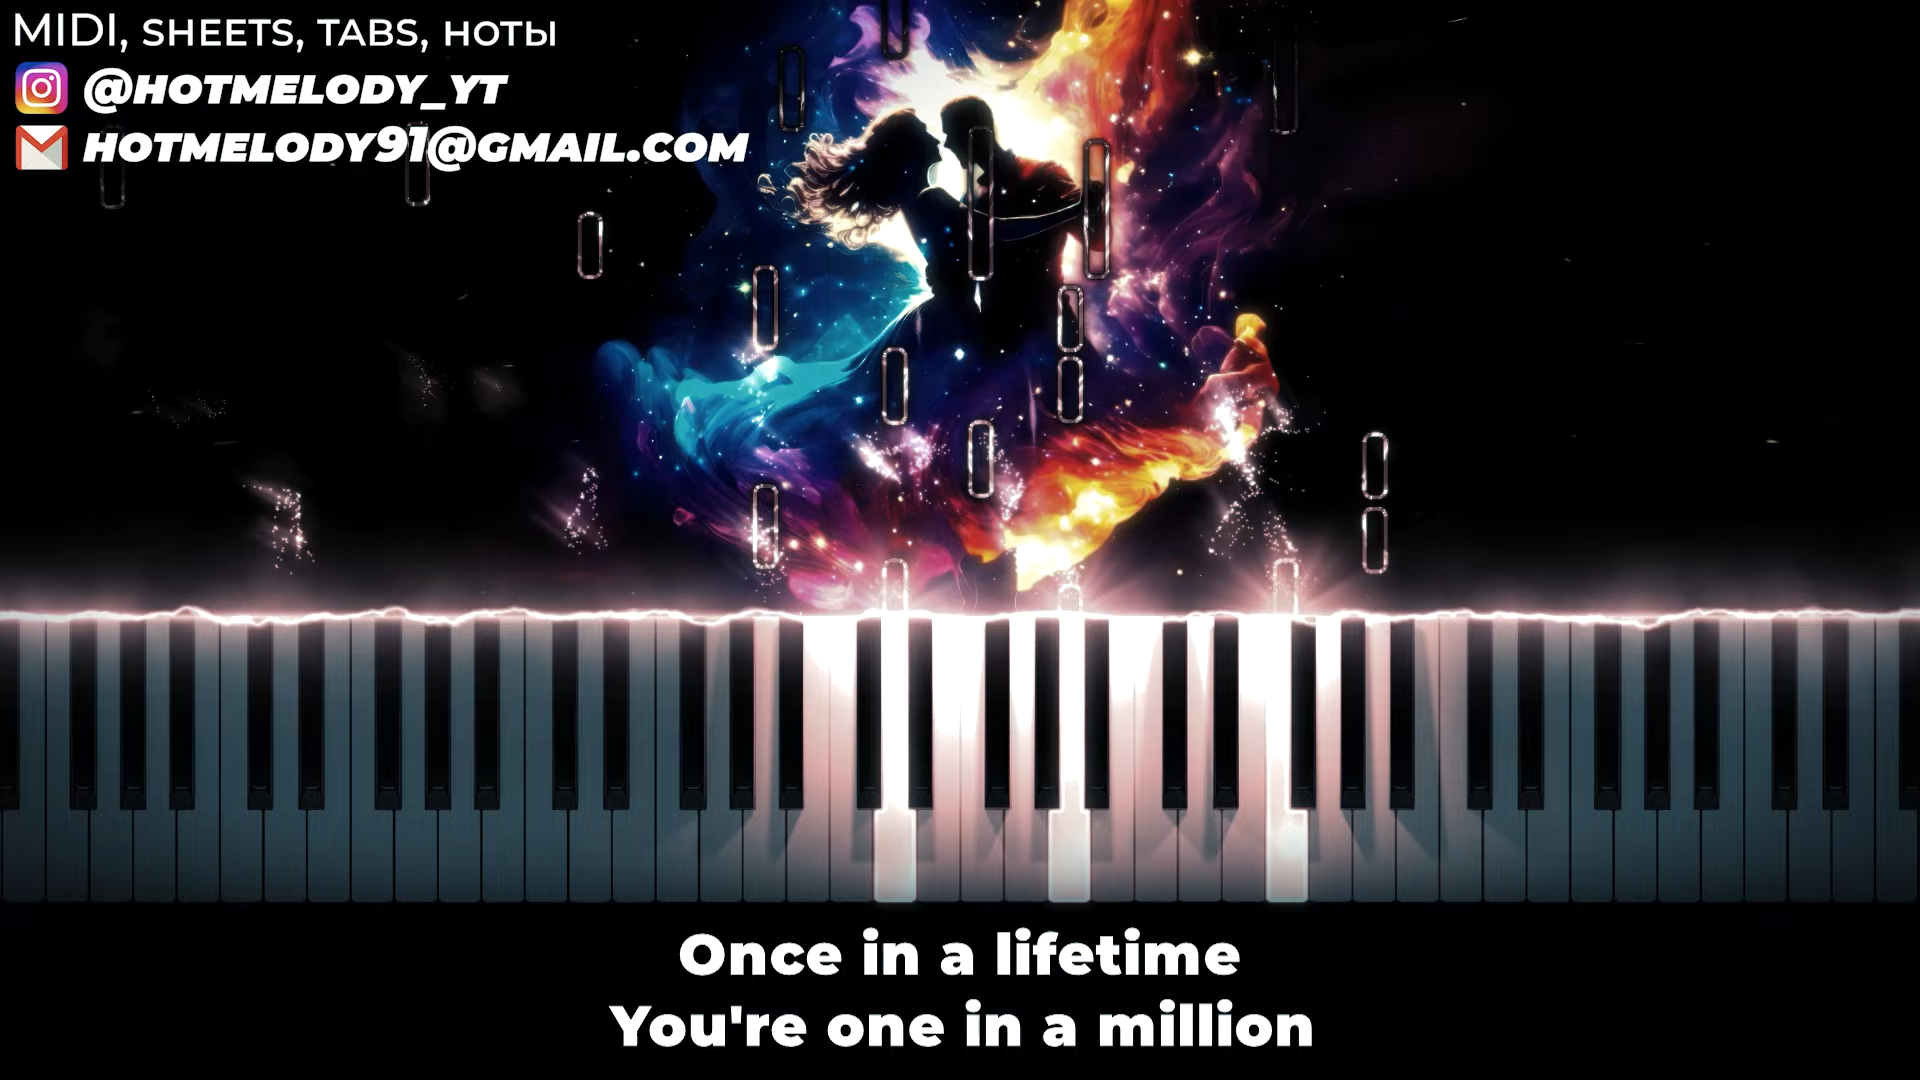 MIDI, SHEETS, TABS, НОТЫ
@HOTMELODY_YT
HOTMELODY91@GMAIL.COM
Once in a lifetime
You're one in a million